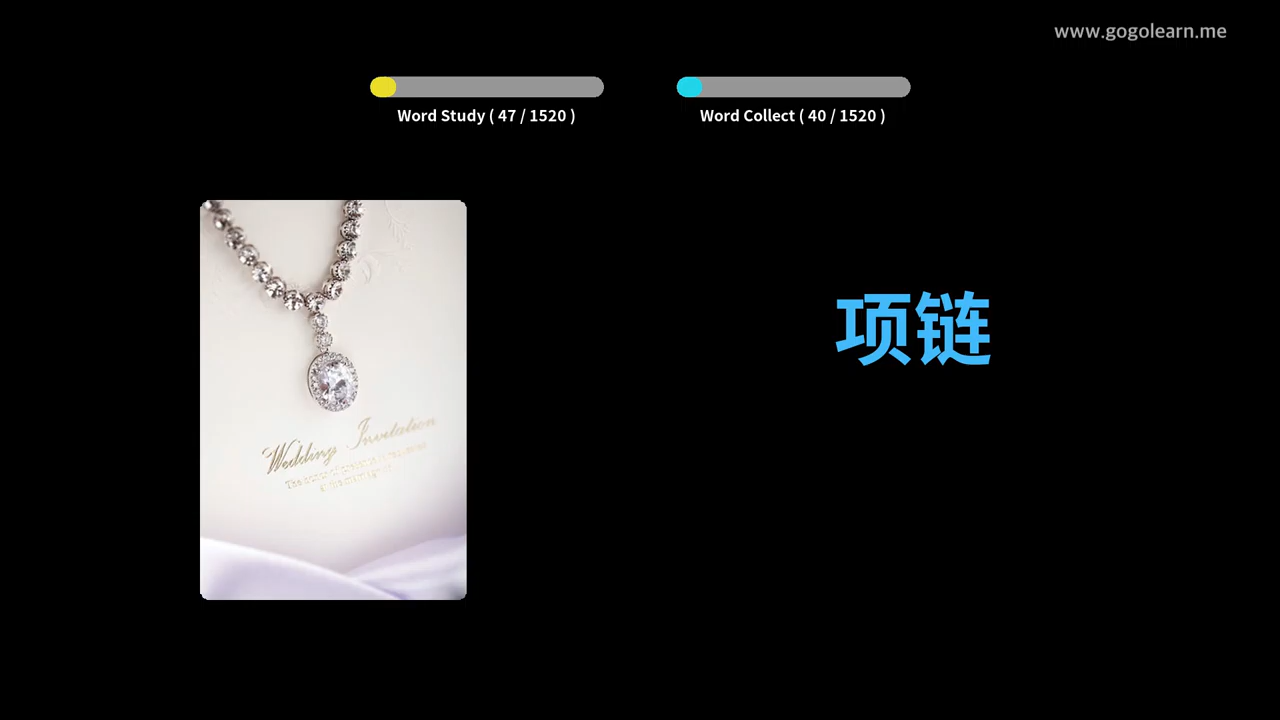 www.gogolearn.me
Word Study ( 47 / 1520 )
Word Collect ( 40 / 1520 )
项链
Wedding Invitation